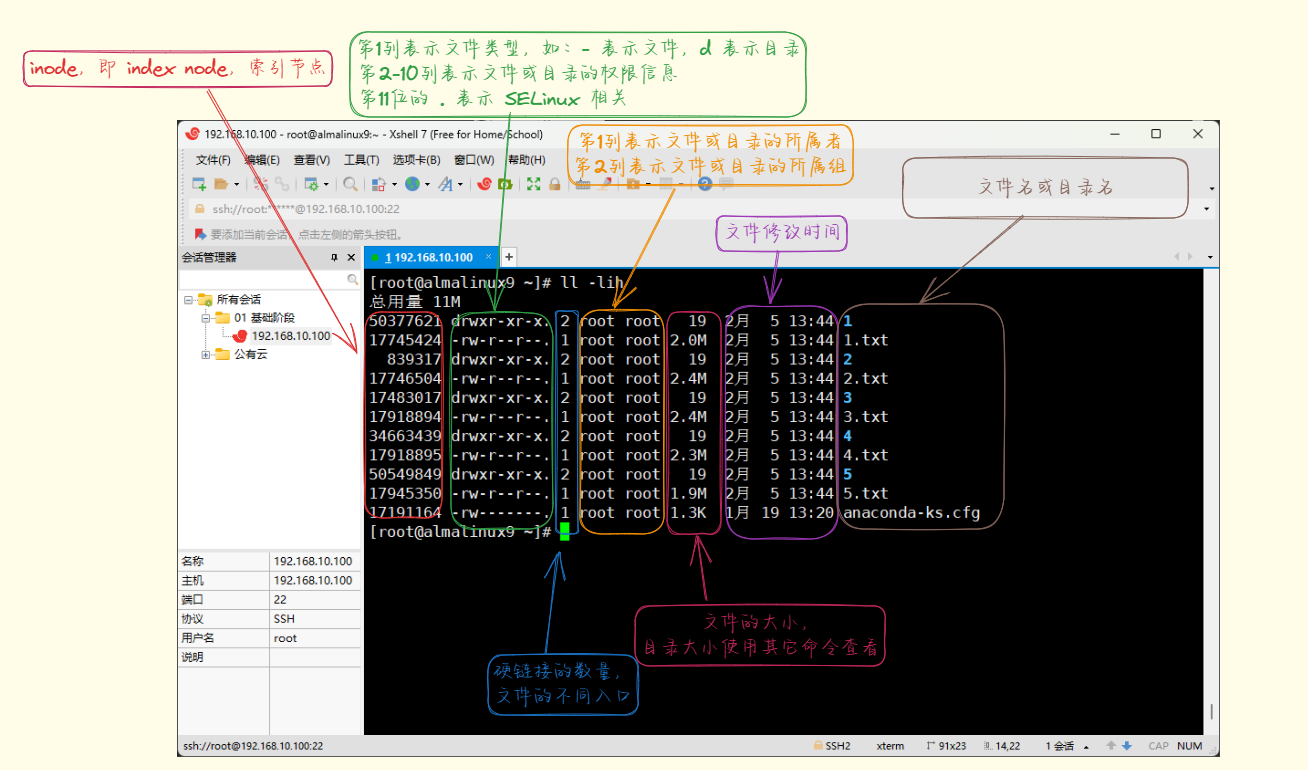 inode, 即 index node, 索引节点
第1列表示文件类型, 如: - 表示文件, d 表示目录
第2-10列表示文件或目录的权限信息
第11位的 . 表示 SELinux 相关
192.168.10.100 - root@almalinux9:~ - Xshell 7 (Free for Home/School)
第1列表示文件或目录的所属者
第2列表示文件或目录的所属组
文件(F) 编辑(E) 查看(V) 工具(T) 选项卡(B) 窗口(W) 帮助(H)
文件名或目录名
ssh://root:******@192.168.10.100:22
要添加当前会话, 点击左侧的箭头按钮。
文件修改时间
会话管理器
1 192.168.10.100
所有会话
01 基础阶段
192.168.10.100
公有云
[root@almalinux9 ~]# ll -lih
总用量 11M
50377621 drwxr-xr-x. 2 root root 19 2月 5 13:44 1
17745424 -rw-r--r--. 1 root root 2.0M 2月 5 13:44 1.txt
839317 drwxr-xr-x. 2 root root 19 2月 5 13:44 2
17746504 -rw-r--r--. 1 root root 2.4M 2月 5 13:44 2.txt
17483017 drwxr-xr-x. 2 root root 19 2月 5 13:44 3
17918894 -rw-r--r--. 1 root root 2.4M 2月 5 13:44 3.txt
34663439 drwxr-xr-x. 2 root root 19 2月 5 13:44 4
17918895 -rw-r--r--. 1 root root 2.3M 2月 5 13:44 4.txt
50549849 drwxr-xr-x. 2 root root 19 2月 5 13:44 5
17945350 -rw-r--r--. 1 root root 1.9M 2月 5 13:44 5.txt
17191164 -rw-------. 1 root root 1.3K 1月 19 13:20 anaconda-ks.cfg
[root@almalinux9 ~]#
名称 192.168.10.100
主机 192.168.10.100
端口 22
协议 SSH
用户名 root
说明
文件的大小,
目录大小使用其它命令查看
硬链接的数量,
文件的不同入口
ssh://root@192.168.10.100:22
SSH2 xterm 91x23 14,22 1 会话 CAP NUM